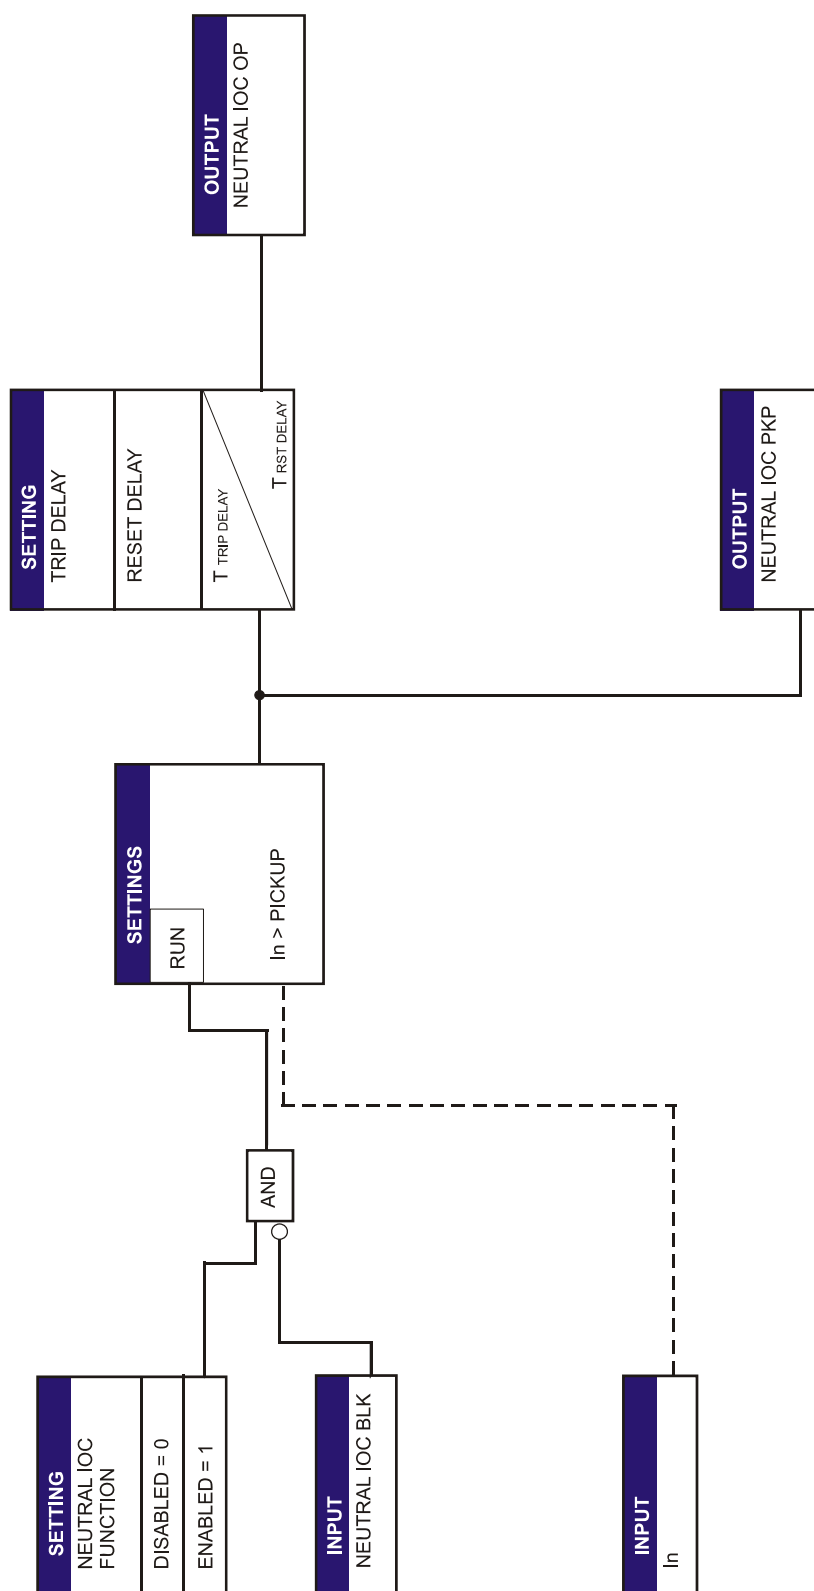 SETTING
NEUTRAL IOC
FUNCTION
DISABLED = 0
ENABLED = 1
INPUT
NEUTRAL IOC BLK
INPUT
In
AND
SETTINGS
RUN
In > PICKUP
SETTING
TRIP DELAY
RESET DELAY
T TRIP DELAY
T RST DELAY
OUTPUT
NEUTRAL IOC OP
OUTPUT
NEUTRAL IOC PKP